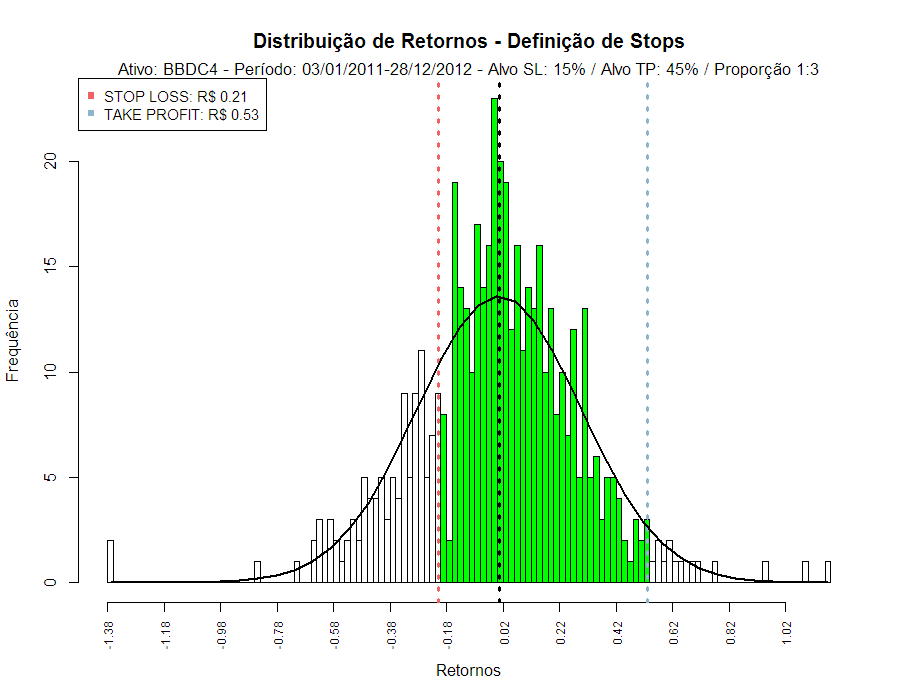 Distribuição de Retornos - Definição de Stops
Ativo: BBDC4 - Período: 03/01/2011-28/12/2012 - Alvo SL: 15% / Alvo TP: 45% / Proporção 1:3
STOP LOSS: R$ 0.21
TAKE PROFIT: R$ 0.53
Frequência
20
15
10
5
0
-1.38 -1.18 -0.98 -0.78 -0.58 -0.38 -0.18 0.02 0.22 0.42 0.62 0.82 1.02
Retornos